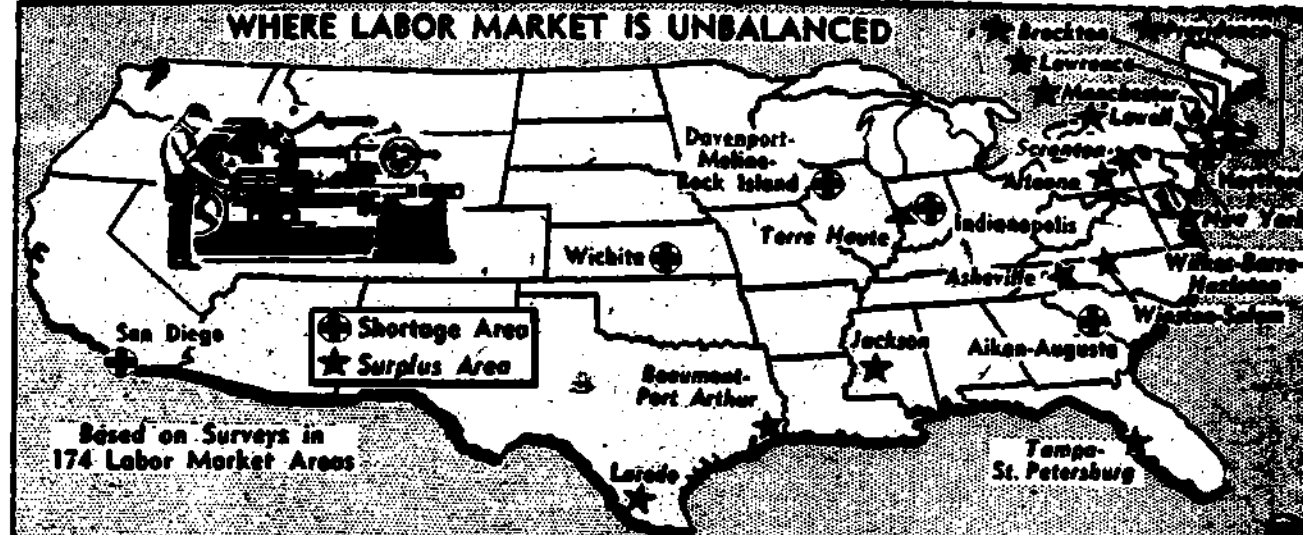 WHERE LABOR MARKET IS UNBALANCED
Brockton
Providence
Lawrence
Manchester
Lowell
Scranton
Altoona
Hartford
New York
Wilkes-Barre-
Hazleton
Winston-Salem
Davenport-
Moline-
Rock Island
Indianapolis
Terre Haute
Wichita
Asheville
San Diego
Shortage Area
Surplus Area
Jackson
Aiken-Augusta
Beaumont-
Port Arthur
Based on Surveys in
174 Labor Market Areas
Laredo
Tampa-
St. Petersburg